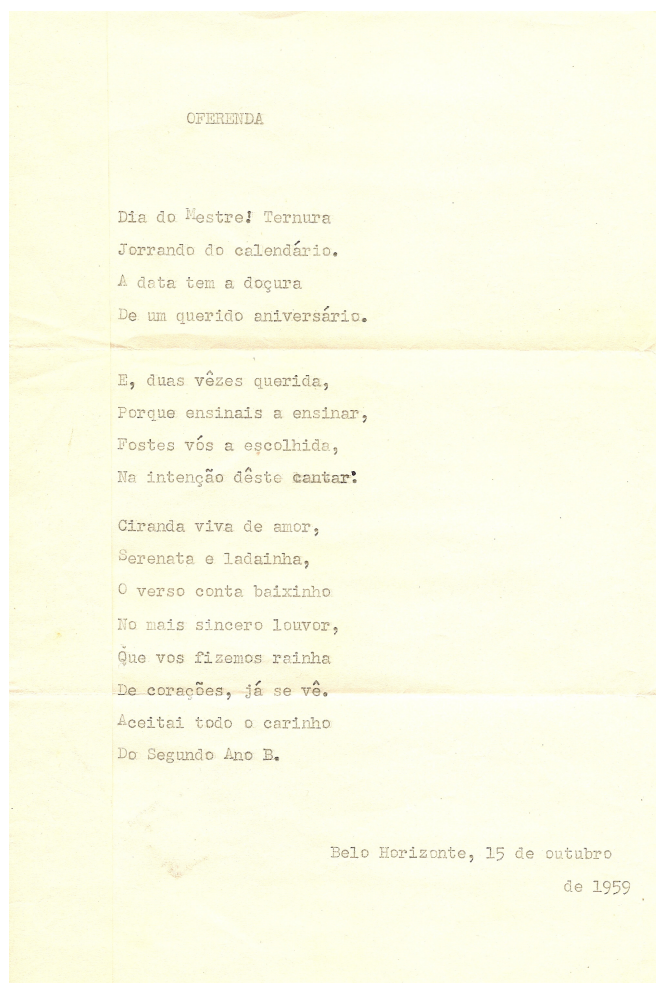 OFERENDA
Dia do Mestre! Ternura
Jorrando do calendário.
A data tem a doçura
De um querido aniversário.
E, duas vêzes querida,
Porque ensinais a ensinar,
Fostes vós a escolhida,
Na intenção dêste cantar:
Ciranda viva de amor,
Serenata e ladainha,
O verso conta baixinho
No mais sincero louvor,
Que vos fizemos rainha
De corações, já se vê.
Aceitai todo o carinho
Do Segundo Ano B.
Belo Horizonte, 15 de outubro
de 1959